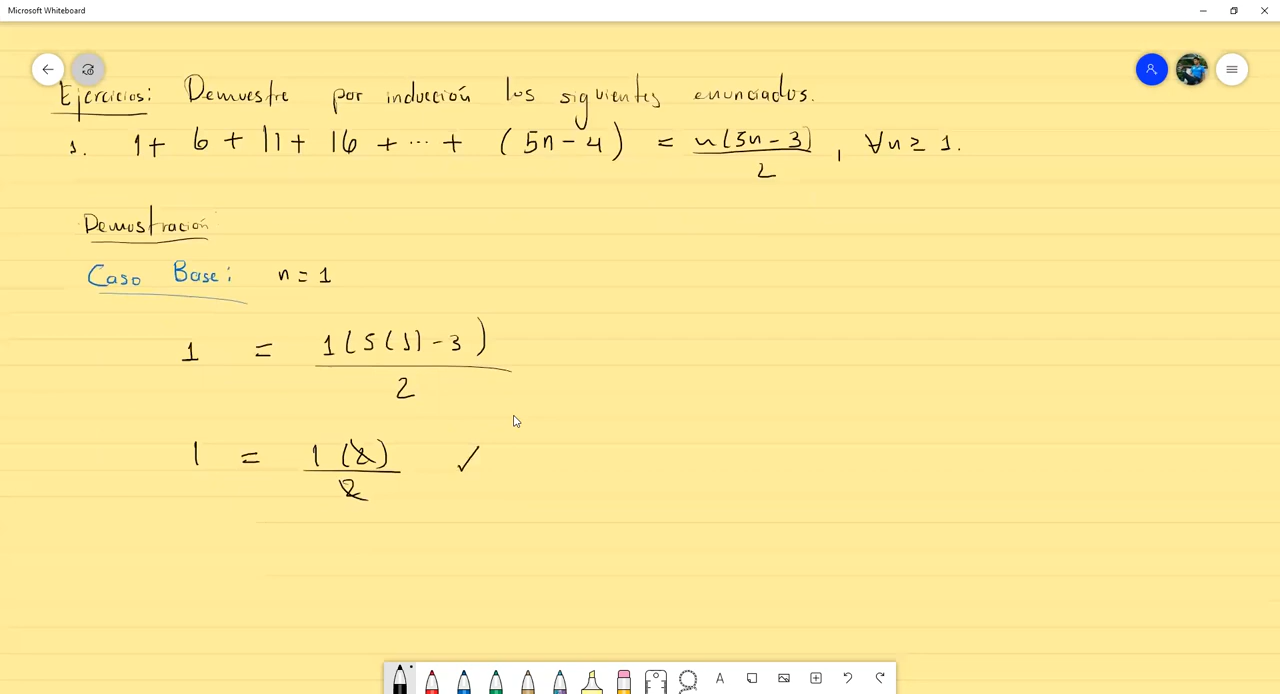 Microsoft Whiteboard
Ejercicios: Demuestre por inducción los siguientes enunciados.
1. 1 + 6 + 11 + 16 + ... + (5n - 4) = n(5n - 3)/2, ∀n ≥ 1.
Demostración
Caso Base: n = 1
1 = 1(5(1) - 3)/2
1 = 1(2)/2 ✓
A